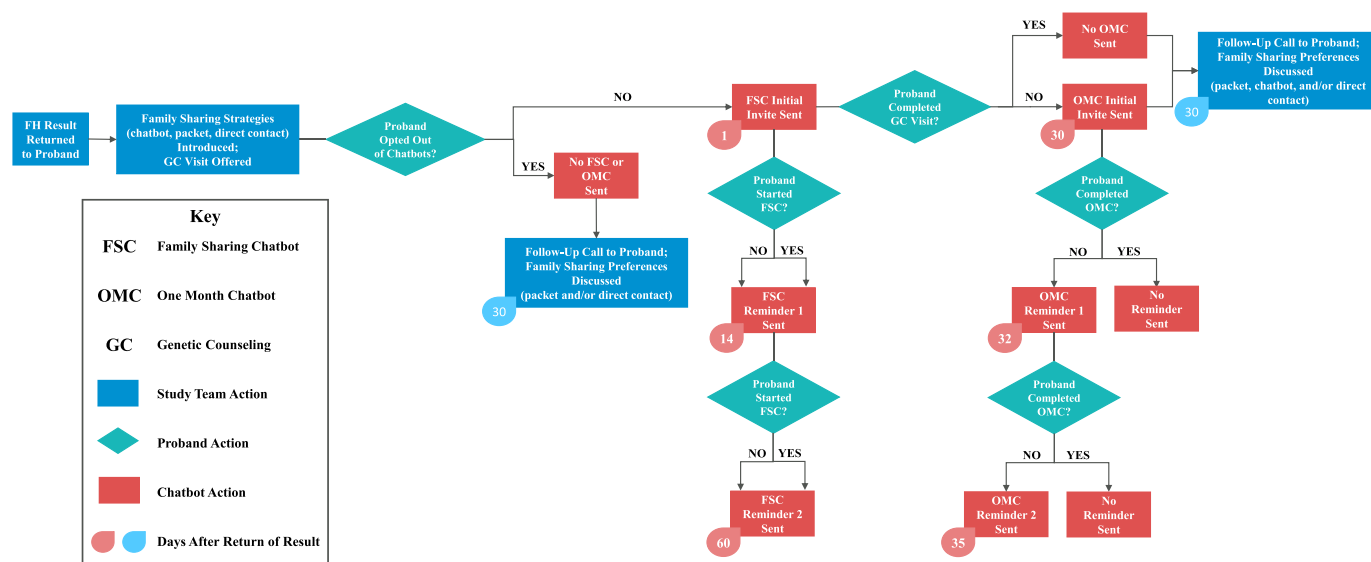 FH Result
Returned
to Proband
Family Sharing Strategies
(chatbot, packet, direct contact)
Introduced;
GC Visit Offered
Proband
Opted Out
of Chatbots?
NO
YES
No FSC or
OMC
Sent
Follow-Up Call to Proband;
Family Sharing Preferences
Discussed
(packet and/or direct contact)
30
FSC Initial
Invite Sent
1
Proband
Started
FSC?
NO
YES
FSC
Reminder 1
Sent
14
Proband
Started
FSC?
NO
YES
FSC
Reminder 2
Sent
60
Proband
Completed
GC Visit?
YES
NO
No OMC
Sent
OMC Initial
Invite Sent
30
Follow-Up Call to Proband;
Family Sharing Preferences
Discussed
(packet, chatbot, and/or direct
contact)
30
Proband
Completed
OMC?
NO
YES
OMC
Reminder 1
Sent
32
No
Reminder
Sent
Proband
Completed
OMC?
NO
YES
OMC
Reminder 2
Sent
35
No
Reminder
Sent
Key
FSC Family Sharing Chatbot
OMC One Month Chatbot
GC Genetic Counseling
Study Team Action
Proband Action
Chatbot Action
Days After Return of Result